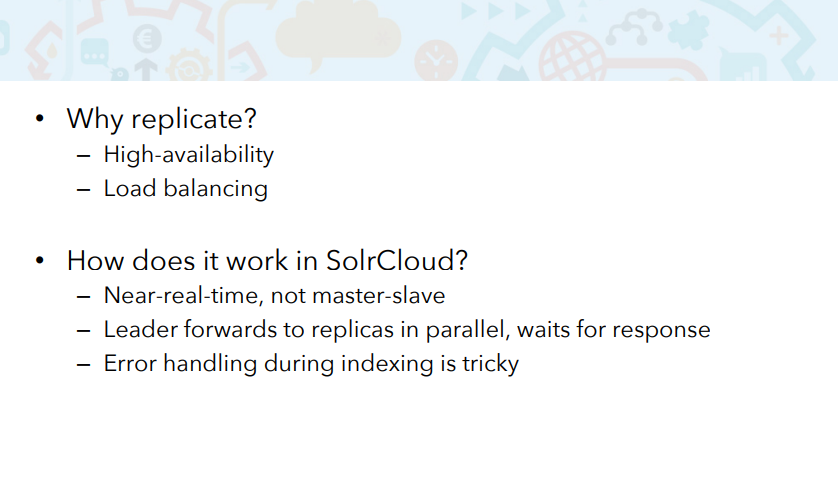 • Why replicate?
– High-availability
– Load balancing
• How does it work in SolrCloud?
– Near-real-time, not master-slave
– Leader forwards to replicas in parallel, waits for response
– Error handling during indexing is tricky